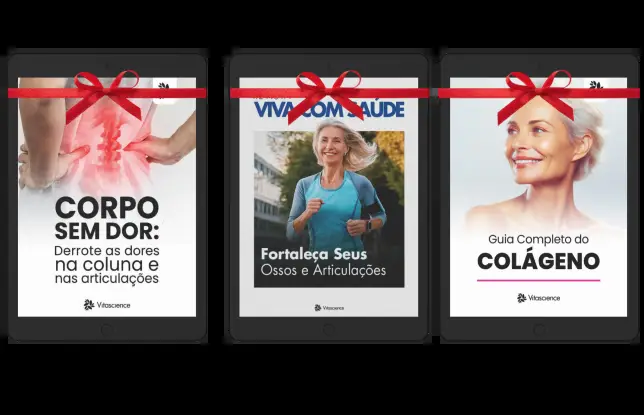 CORPO
SEM DOR:
Derrote as dores
na coluna e
nas articulações
Vitascience
VIVA COM SAÚDE
Fortaleça Seus
Ossos e Articulações
Vitascience
Guia Completo do
COLÁGENO
Vitascience